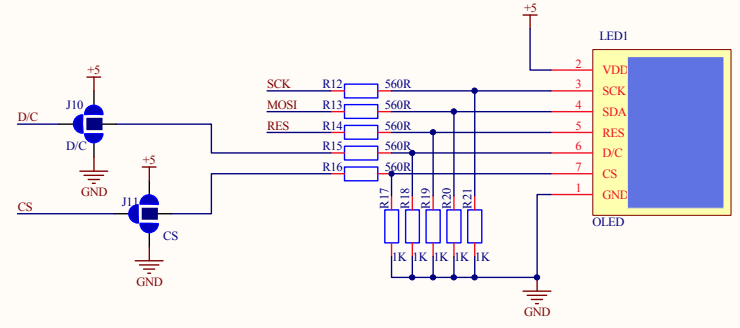 +5
LED1
2 VDD
SCK R12 560R 3 SCK
MOSI R13 560R 4 SDA
RES R14 560R 5 RES
R15 560R 6 D/C
R16 560R 7 CS
1 GND
OLED
+5
J10
D/C
D/C
GND
+5
J11
CS
CS
GND
R17 R18 R19 R20 R21
1K 1K 1K 1K 1K
GND